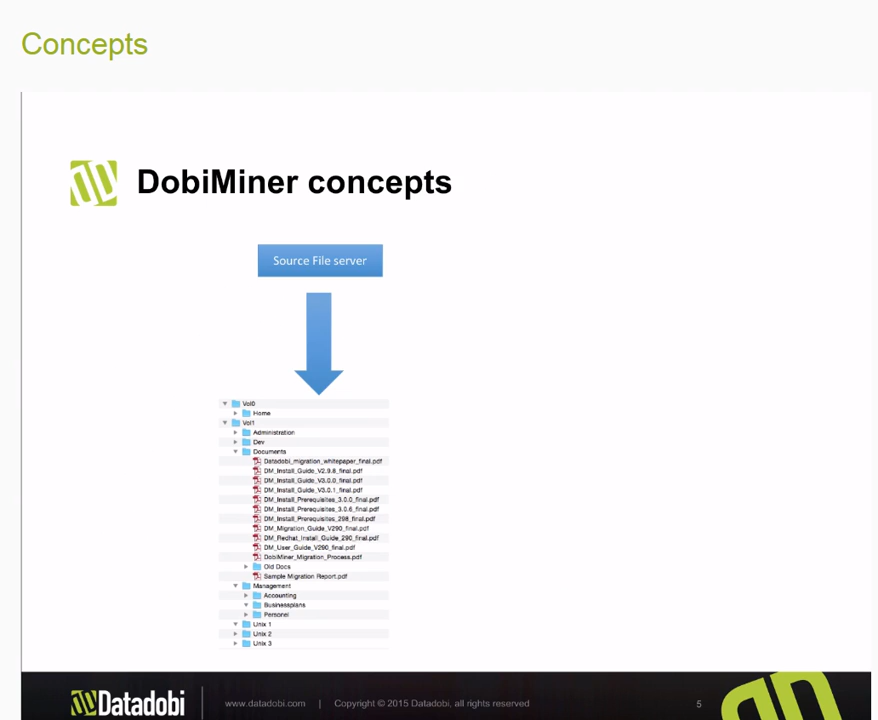 Concepts
DobiMiner concepts
Source File server
Vol0
Home
Vol1
Administration
Dev
Documents
Datadobi_migration_whitepaper_final.pdf
DM_Install_Guide_V2.9.8_final.pdf
DM_Install_Guide_V3.0.0_final.pdf
DM_Install_Guide_V3.0.1_final.pdf
DM_Install_Prerequisites_3.0.0_final.pdf
DM_Install_Prerequisites_3.0.6_final.pdf
DM_Install_Prerequisites_298_final.pdf
DM_Migration_Guide_V290_final.pdf
DM_Redhat_Install_Guide_290_final.pdf
DM_User_Guide_V290_final.pdf
DobiMiner_Migration_Process.pdf
Old Docs
Sample Migration Report.pdf
Management
Accounting
Businessplans
Personel
Unix 1
Unix 2
Unix 3
Datadobi
www.datadobi.com | Copyright © 2015 Datadobi, all rights reserved
5